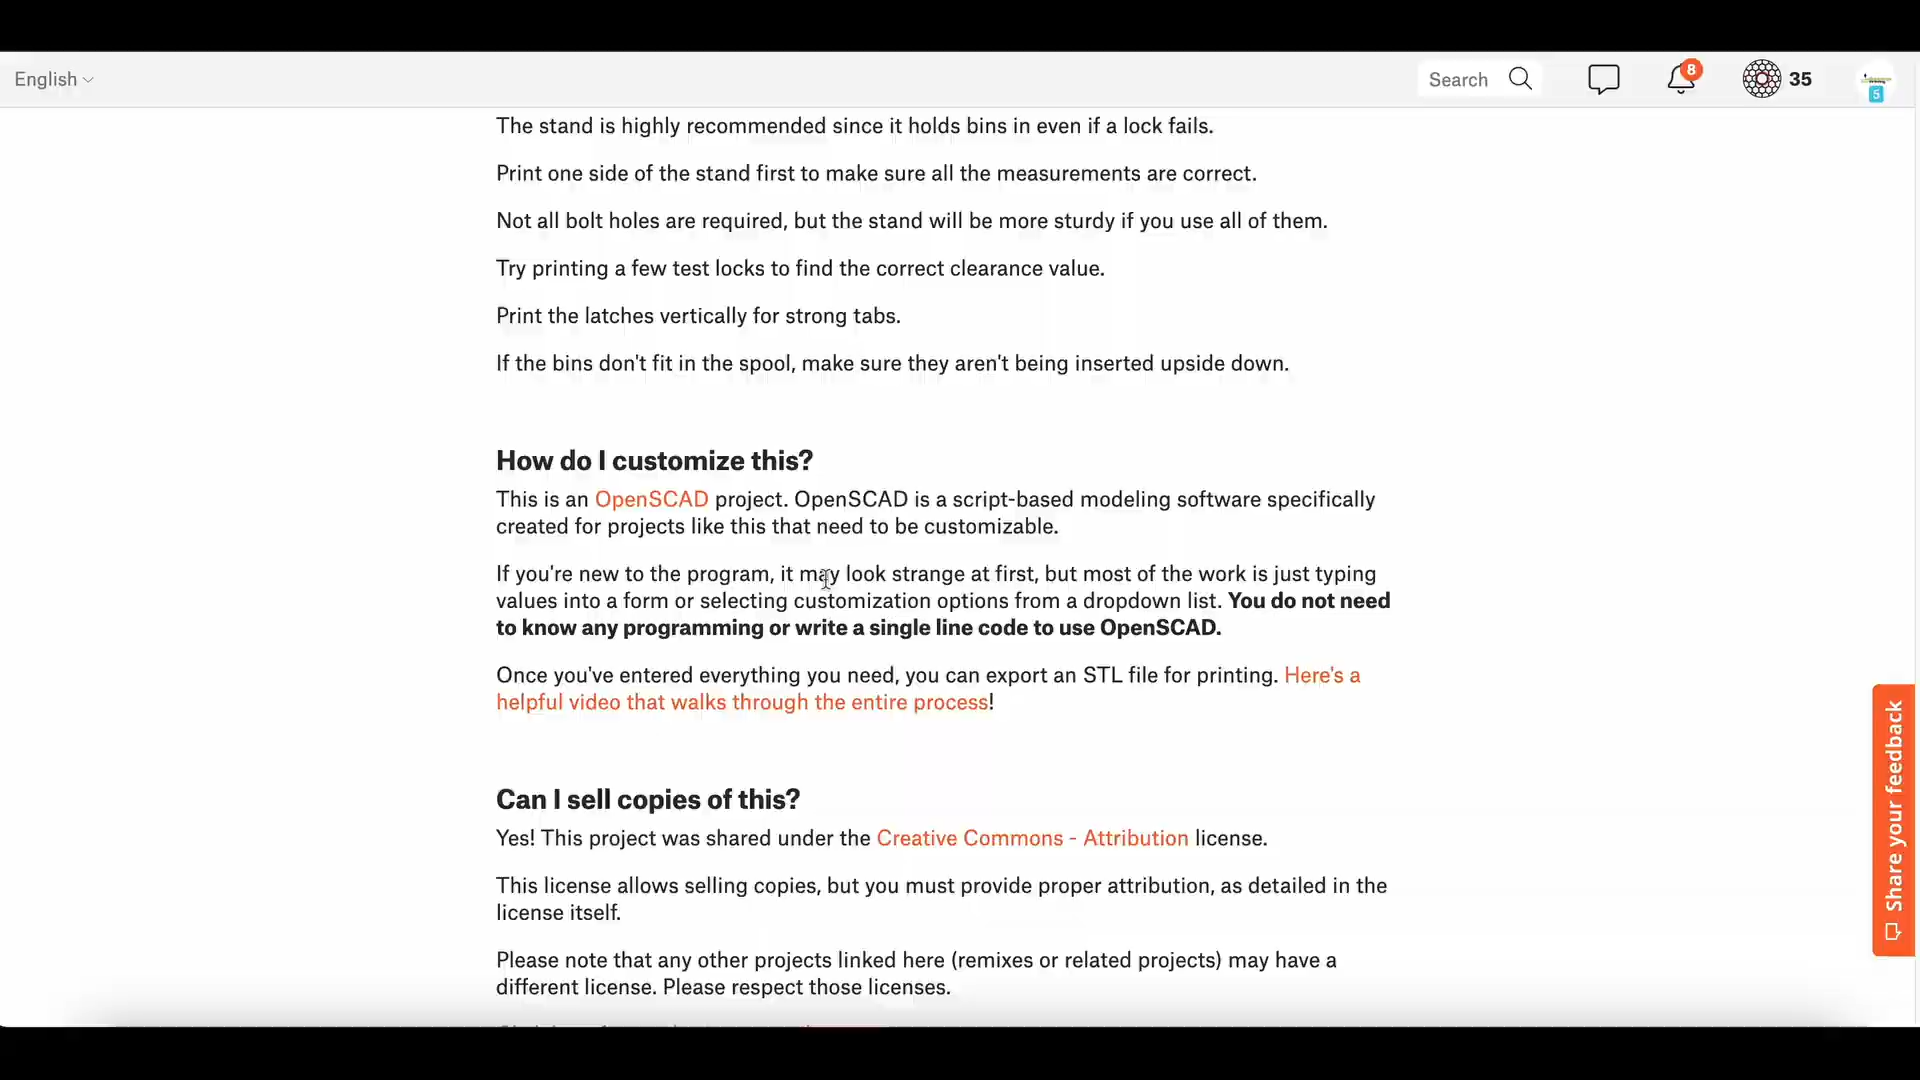 English
Search
8
35
5
The stand is highly recommended since it holds bins in even if a lock fails.
Print one side of the stand first to make sure all the measurements are correct.
Not all bolt holes are required, but the stand will be more sturdy if you use all of them.
Try printing a few test locks to find the correct clearance value.
Print the latches vertically for strong tabs.
If the bins don't fit in the spool, make sure they aren't being inserted upside down.
How do I customize this?
This is an OpenSCAD project. OpenSCAD is a script-based modeling software specifically
created for projects like this that need to be customizable.
If you're new to the program, it may look strange at first, but most of the work is just typing
values into a form or selecting customization options from a dropdown list. You do not need
to know any programming or write a single line code to use OpenSCAD.
Once you've entered everything you need, you can export an STL file for printing. Here's a
helpful video that walks through the entire process!
Can I sell copies of this?
Yes! This project was shared under the Creative Commons - Attribution license.
This license allows selling copies, but you must provide proper attribution, as detailed in the
license itself.
Please note that any other projects linked here (remixes or related projects) may have a
different license. Please respect those licenses.
Share your feedback